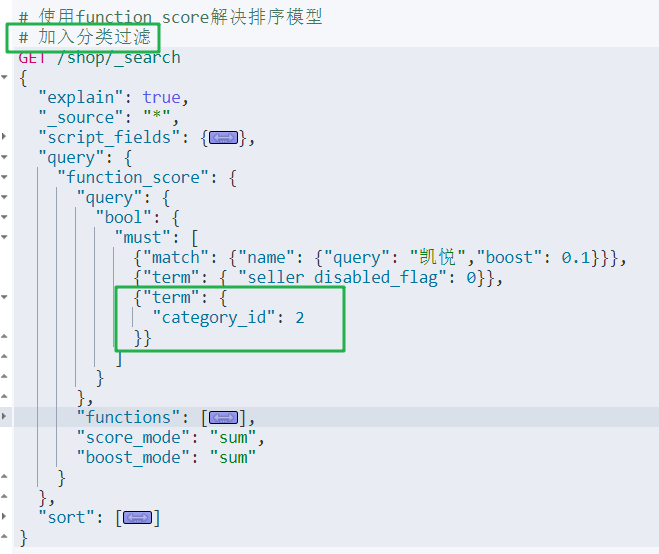 # 使用function score解决排序模型
# 加入分类过滤
GET /shop/_search
{
  "explain": true,
  "_source": "*",
  "script_fields": {},
  "query": {
    "function_score": {
      "query": {
        "bool": {
          "must": [
            {"match": {"name": {"query": "凯悦","boost": 0.1}}},
            {"term": { "seller_disabled_flag": 0}},
            {"term": {
              "category_id": 2
            }}
          ]
        }
      },
      "functions": [],
      "score_mode": "sum",
      "boost_mode": "sum"
    }
  },
  "sort": []
}